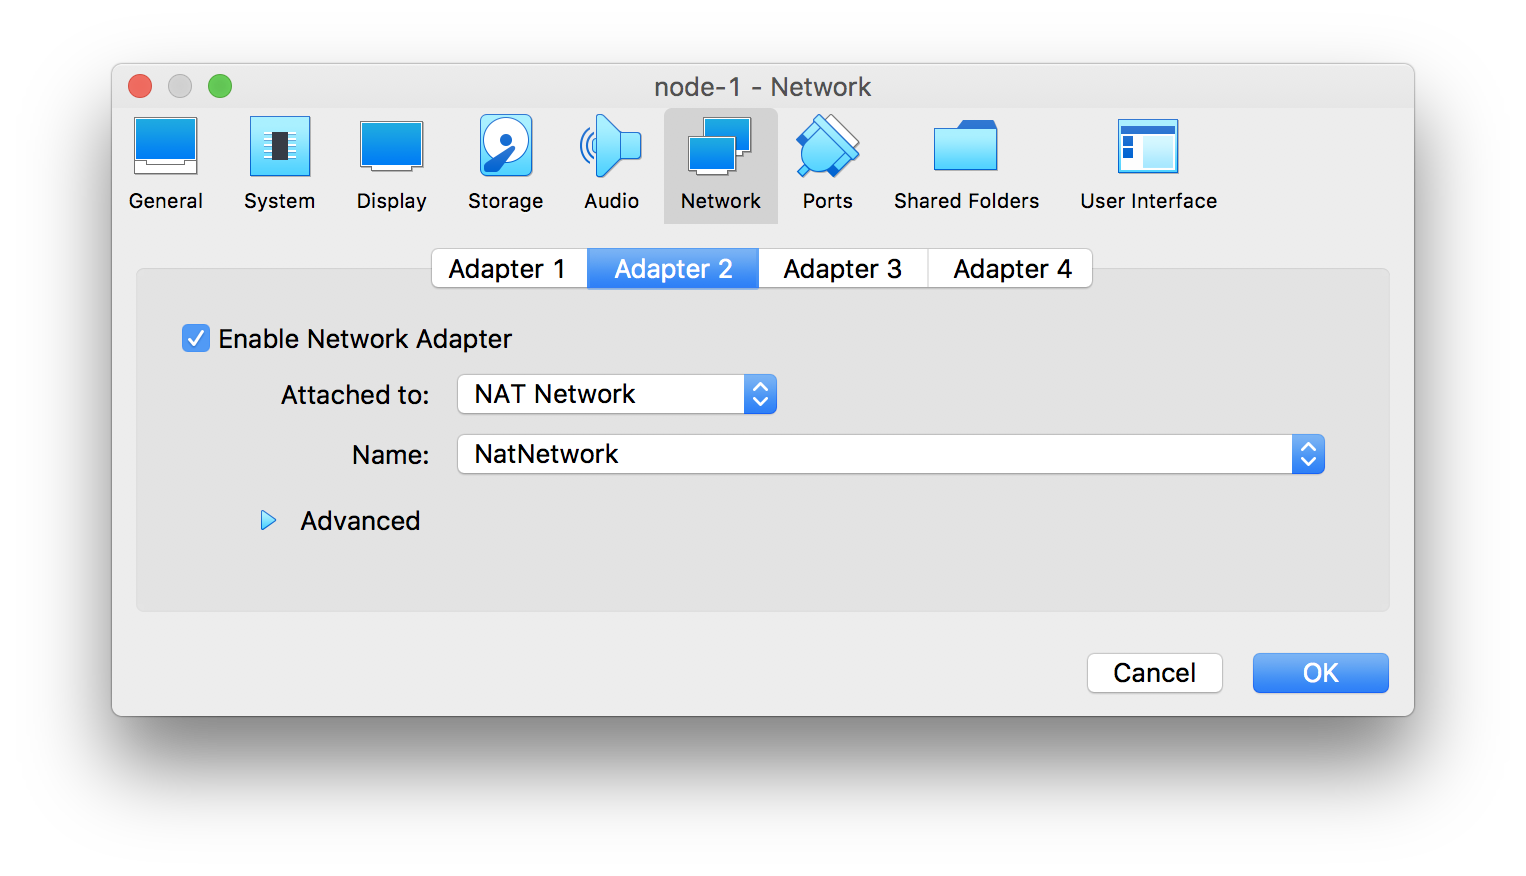 node-1 - Network
General System Display Storage Audio Network Ports Shared Folders User Interface
Adapter 1 Adapter 2 Adapter 3 Adapter 4
Enable Network Adapter
Attached to: NAT Network
Name: NatNetwork
Advanced
Cancel OK